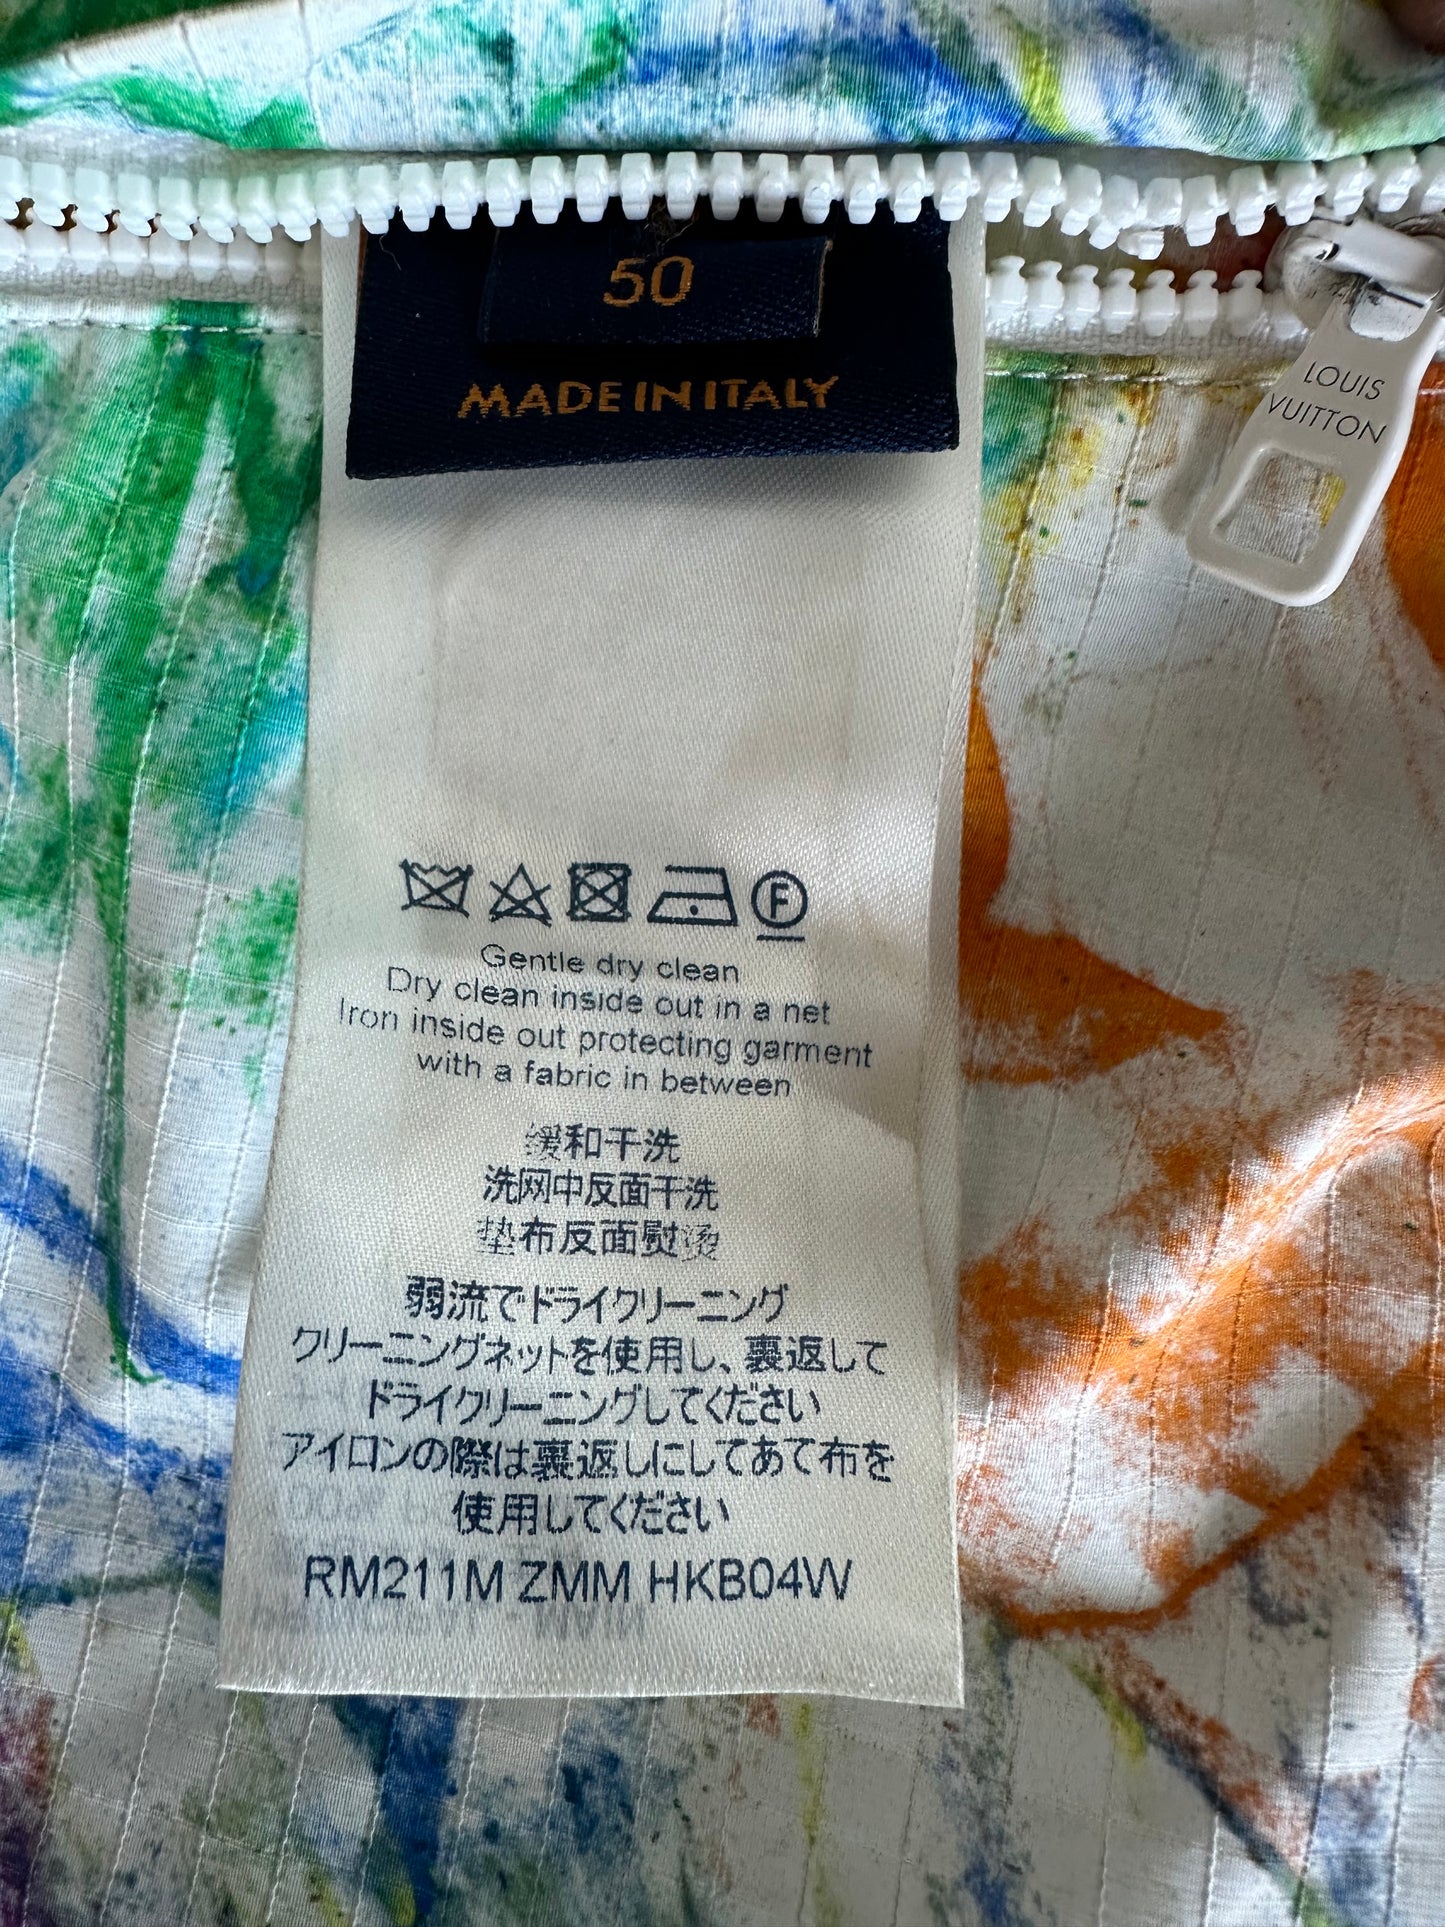 50
MADE IN ITALY
LOUIS
VUITTON
F
Gentle dry clean
Dry clean inside out in a net
Iron inside out protecting garment
with a fabric in between
缓和干洗
洗网中反面干洗
垫布反面熨烫
弱流でドライクリーニング
クリーニングネットを使用し、裏返して
ドライクリーニングしてください
アイロンの際は裏返しにしてあて布を
使用してください
RM211M ZMM HKB04W